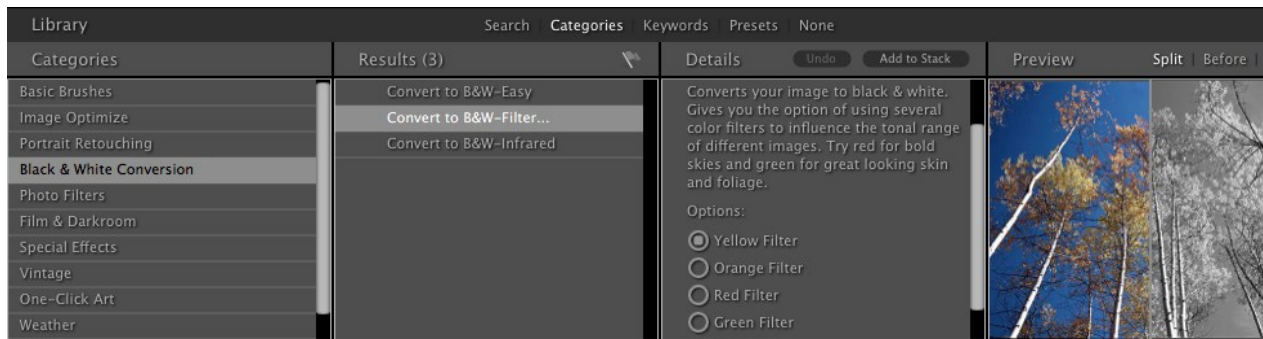 Library
Search | Categories | Keywords | Presets | None
Categories
Basic Brushes
Image Optimize
Portrait Retouching
Black & White Conversion
Photo Filters
Film & Darkroom
Special Effects
Vintage
One-Click Art
Weather
Results (3)
Convert to B&W-Easy
Convert to B&W-Filter...
Convert to B&W-Infrared
Details Undo Add to Stack
Converts your image to black & white.
Gives you the option of using several
color filters to influence the tonal range
of different images. Try red for bold
skies and green for great looking skin
and foliage.
Options:
Yellow Filter
Orange Filter
Red Filter
Green Filter
Preview Split | Before |